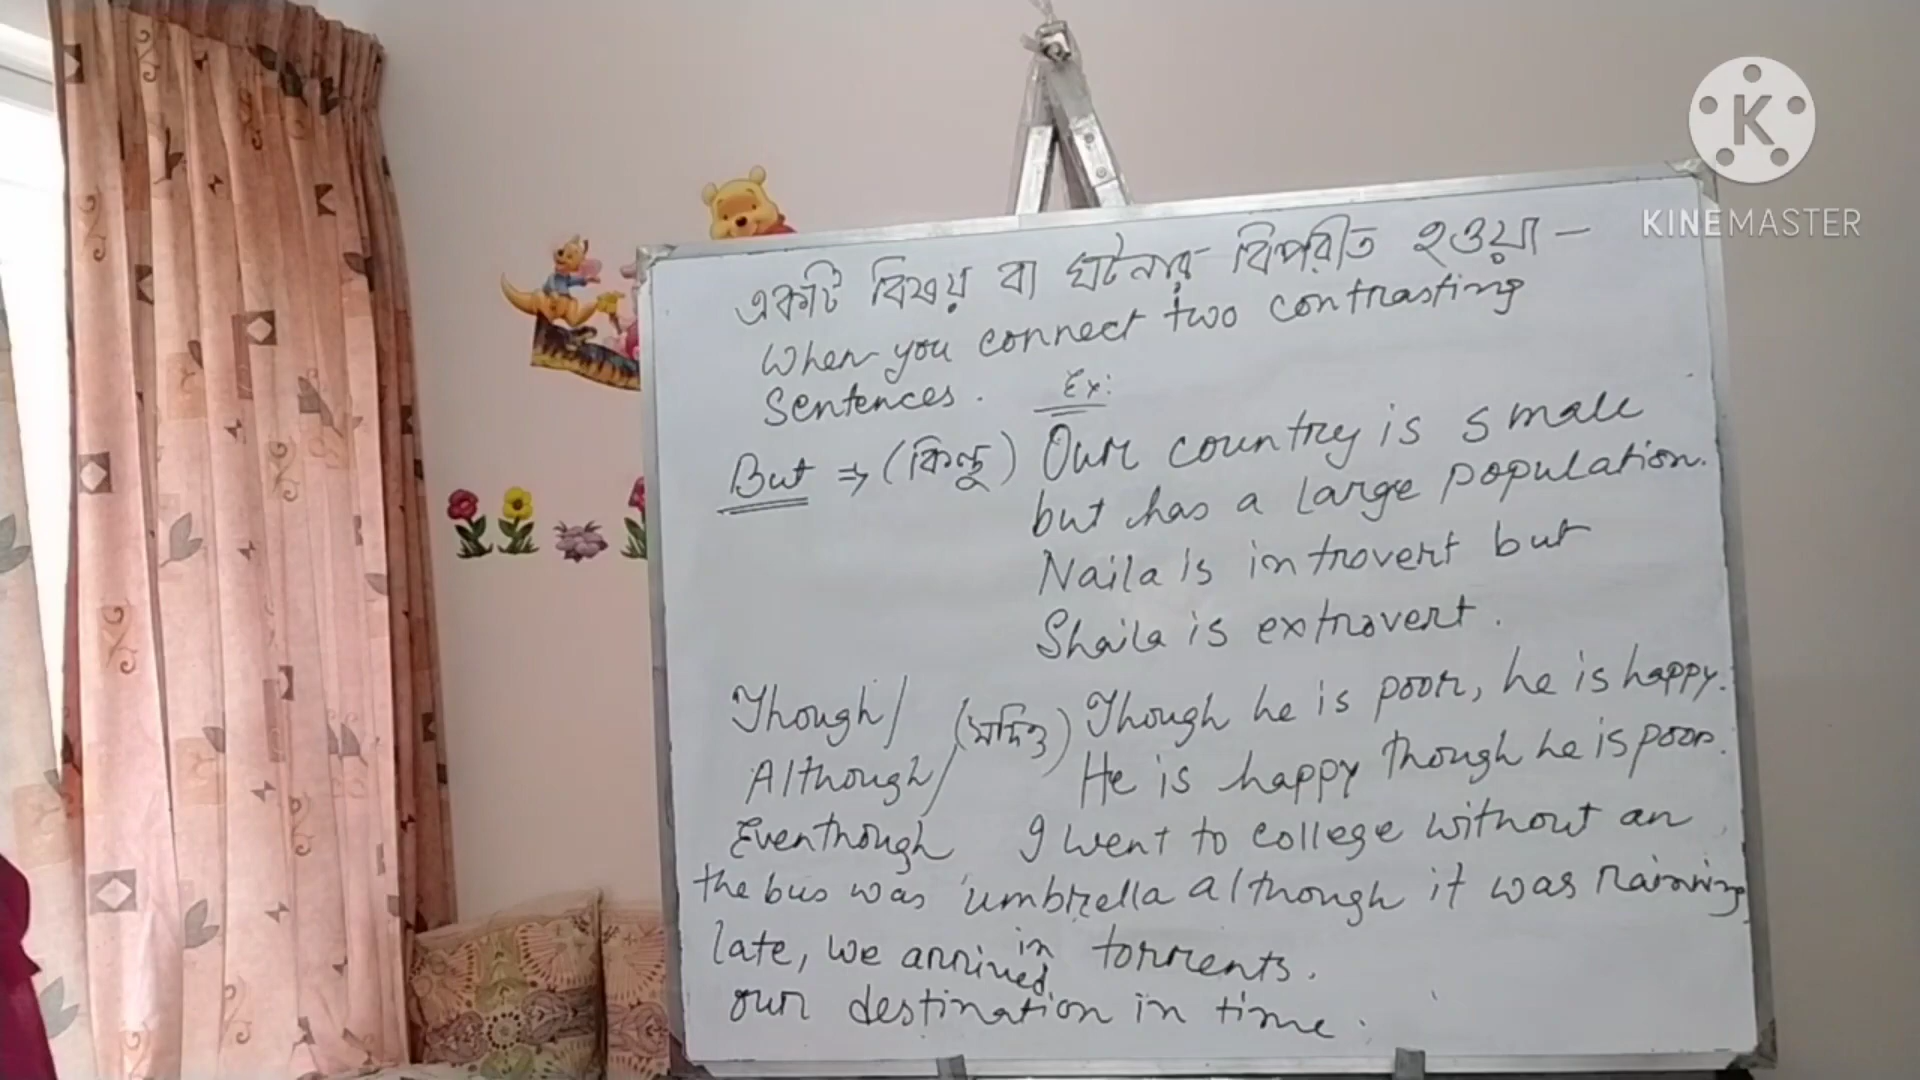 একটি বিষয় বা ঘটনার বিপরীত হওয়া –
When you connect two contrasting
sentences. Ex:
But ⇒ (কিন্তু) Our country is small
but has a large population.
Naila is introvert but
Shaila is extrovert.
Though/ (যদিও) Though he is poor, he is happy.
Although/ He is happy though he is poor.
Eventhough I went to college without an
umbrella although it was raining
in torrents.
the bus was
late, we arrived
our destination in time.
K
KINEMASTER